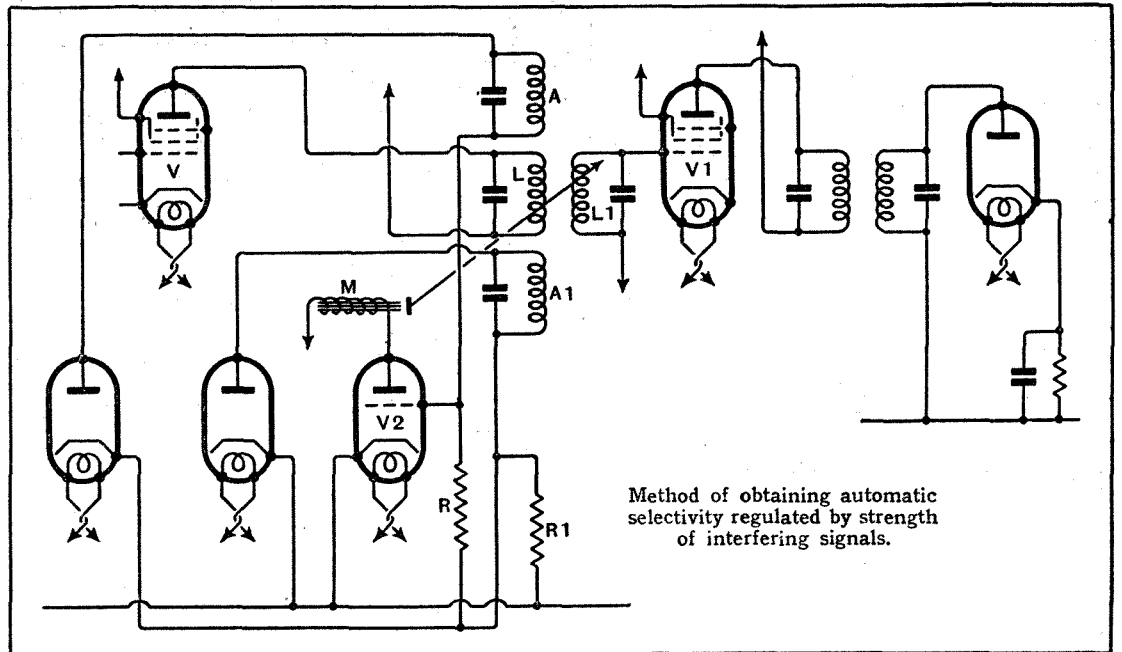 A
V
L
L1
V1
A1
M
V2
R
R1
Method of obtaining automatic
selectivity regulated by strength
of interfering signals.